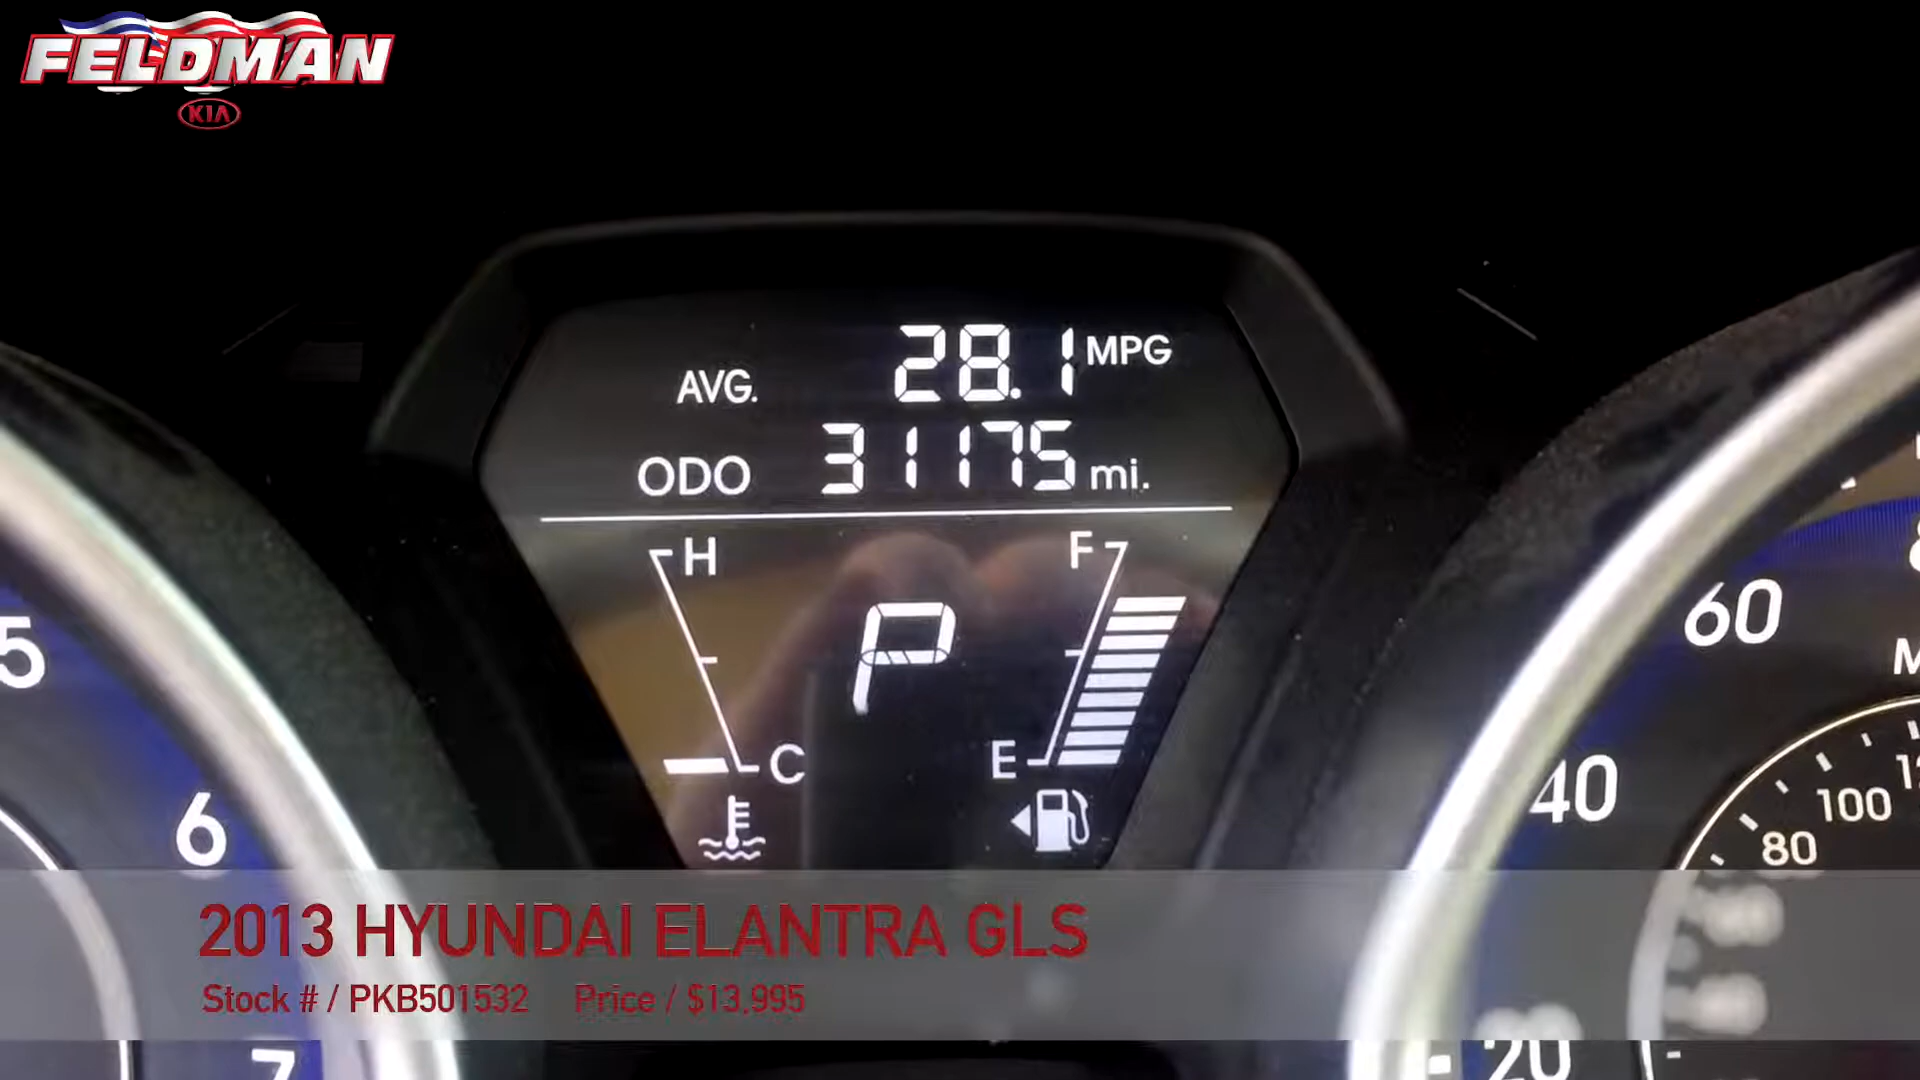 FELDMAN
KIA
AVG. 28.1 MPG
ODO 31175 mi.
H
F
P
C
E
5
6
7
60
40
20
100
80
2013 HYUNDAI ELANTRA GLS
Stock # / PKB501532 Price / $13,995